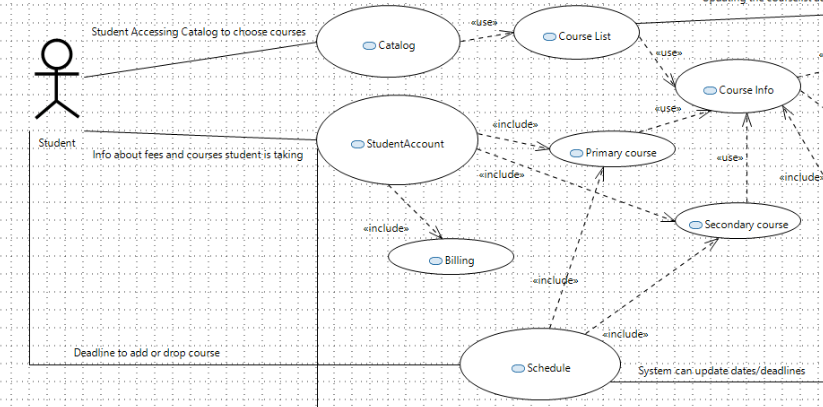 Student Accessing Catalog to choose courses
«use»
Catalog
Course List
«use»
Course Info
«use»
Student
StudentAccount
«include»
Primary course
Info about fees and courses student is taking
«include»
«use»
«include»
Secondary course
«include»
Billing
«include»
«include»
Deadline to add or drop course
Schedule
System can update dates/deadlines